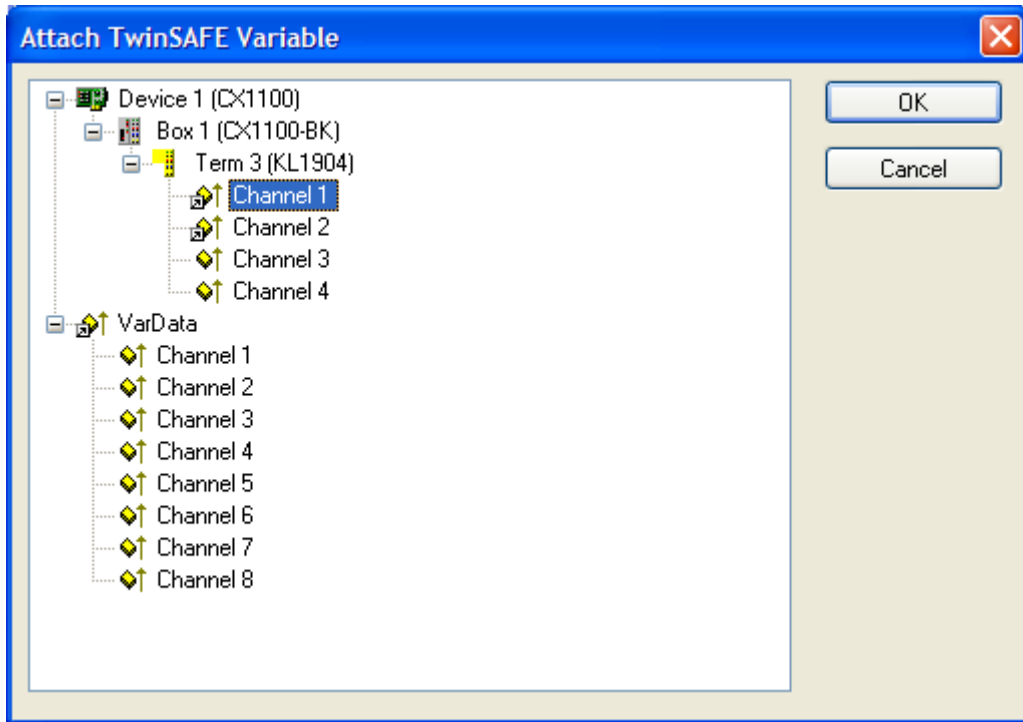 Attach TwinSAFE Variable
Device 1 (CX1100)
OK
Box 1 (CX1100-BK)
Term 3 (KL1904)
Cancel
Channel 1
Channel 2
Channel 3
Channel 4
VarData
Channel 1
Channel 2
Channel 3
Channel 4
Channel 5
Channel 6
Channel 7
Channel 8